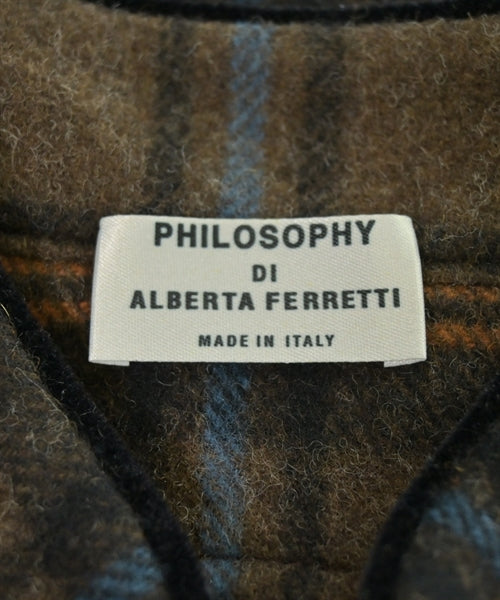 PHILOSOPHY
DI
ALBERTA FERRETTI
MADE IN ITALY